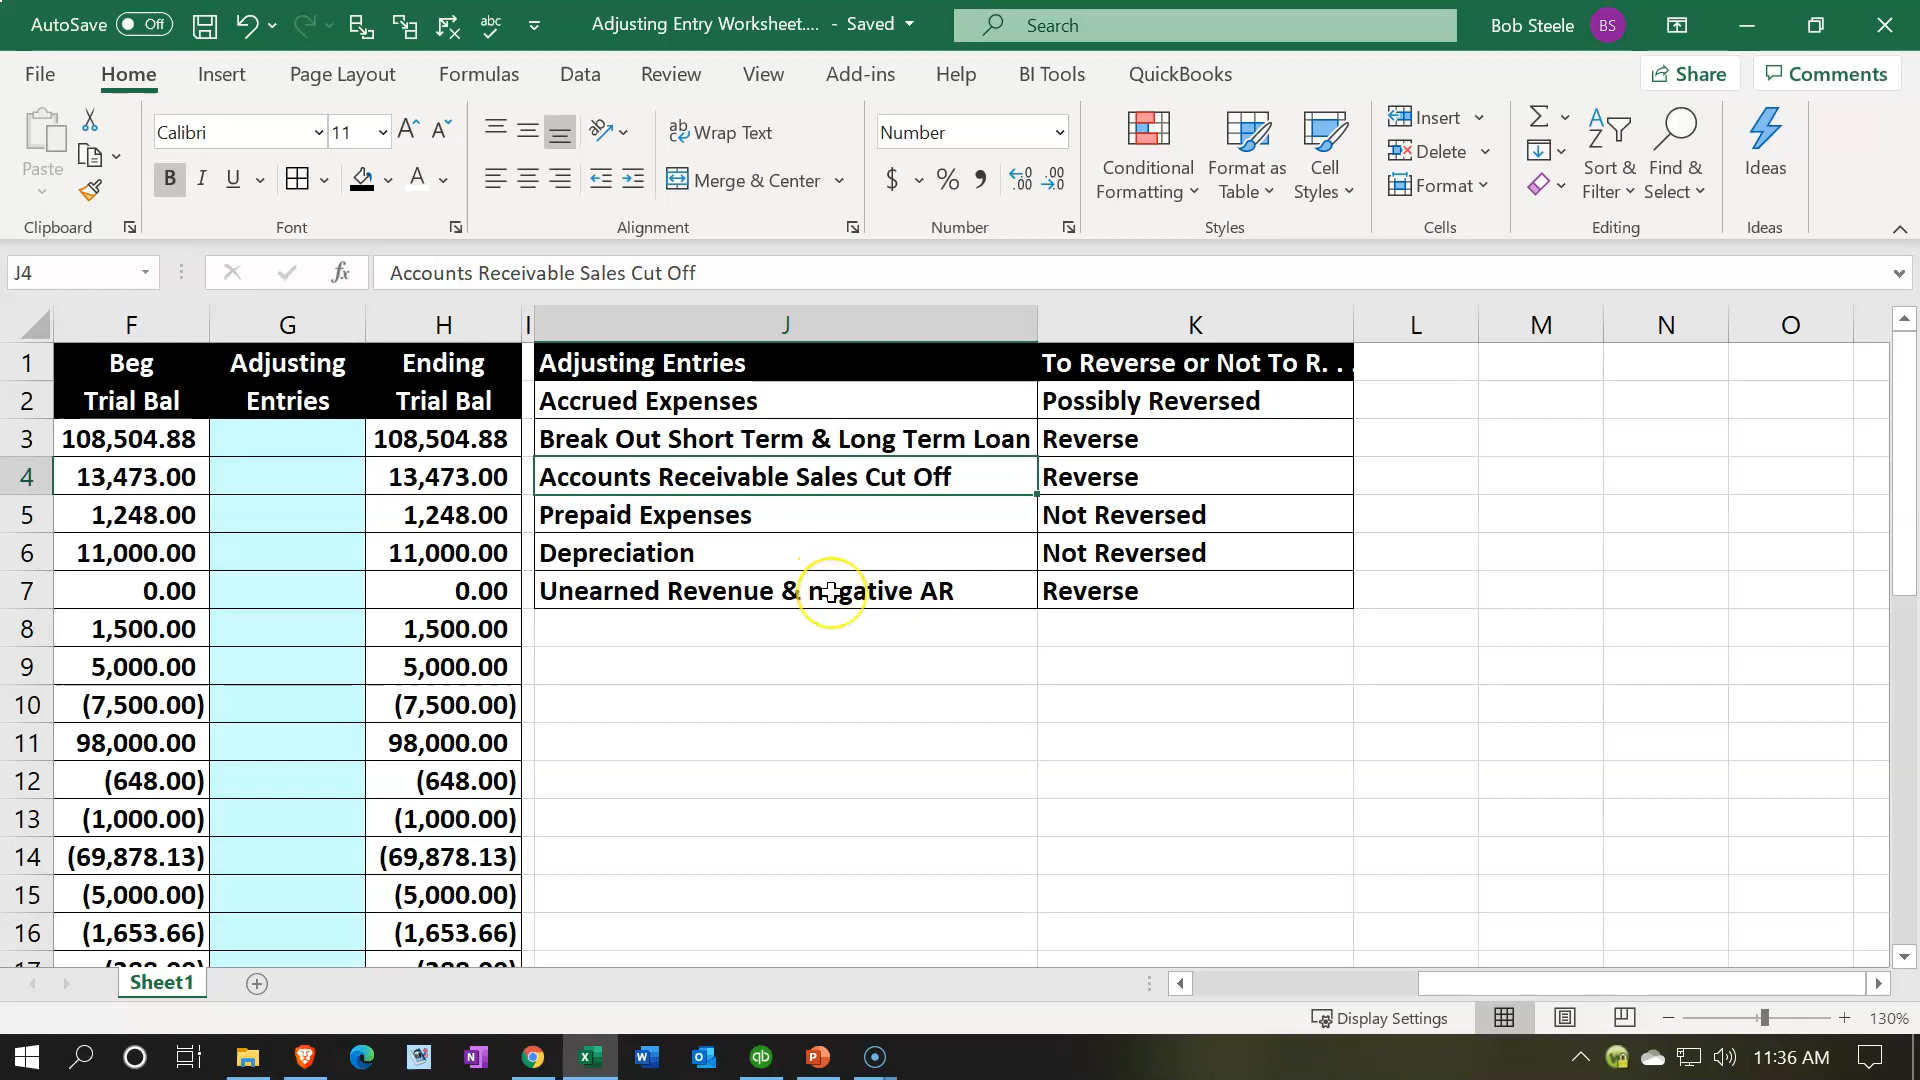 AutoSave Off
abc
Adjusting Entry Worksheet.... - Saved
Search
Bob Steele BS
File Home Insert Page Layout Formulas Data Review View Add-ins Help BI Tools QuickBooks Share Comments
Paste
Clipboard
Calibri 11
B I U
Font
Wrap Text
Merge & Center
Alignment
Number
$ %
Number
Conditional Formatting
Format as Table
Cell Styles
Styles
Insert
Delete
Format
Cells
Sort & Filter
Find & Select
Editing
Ideas
Ideas
J4 fx Accounts Receivable Sales Cut Off
F G H I J K L M N O
1 Beg Adjusting Ending Adjusting Entries To Reverse or Not To R. . .
2 Trial Bal Entries Trial Bal Accrued Expenses Possibly Reversed
3 108,504.88 108,504.88 Break Out Short Term & Long Term Loan Reverse
4 13,473.00 13,473.00 Accounts Receivable Sales Cut Off Reverse
5 1,248.00 1,248.00 Prepaid Expenses Not Reversed
6 11,000.00 11,000.00 Depreciation Not Reversed
7 0.00 0.00 Unearned Revenue & negative AR Reverse
8 1,500.00 1,500.00
9 5,000.00 5,000.00
10 (7,500.00) (7,500.00)
11 98,000.00 98,000.00
12 (648.00) (648.00)
13 (1,000.00) (1,000.00)
14 (69,878.13) (69,878.13)
15 (5,000.00) (5,000.00)
16 (1,653.66) (1,653.66)
Sheet1
Display Settings 130%
11:36 AM